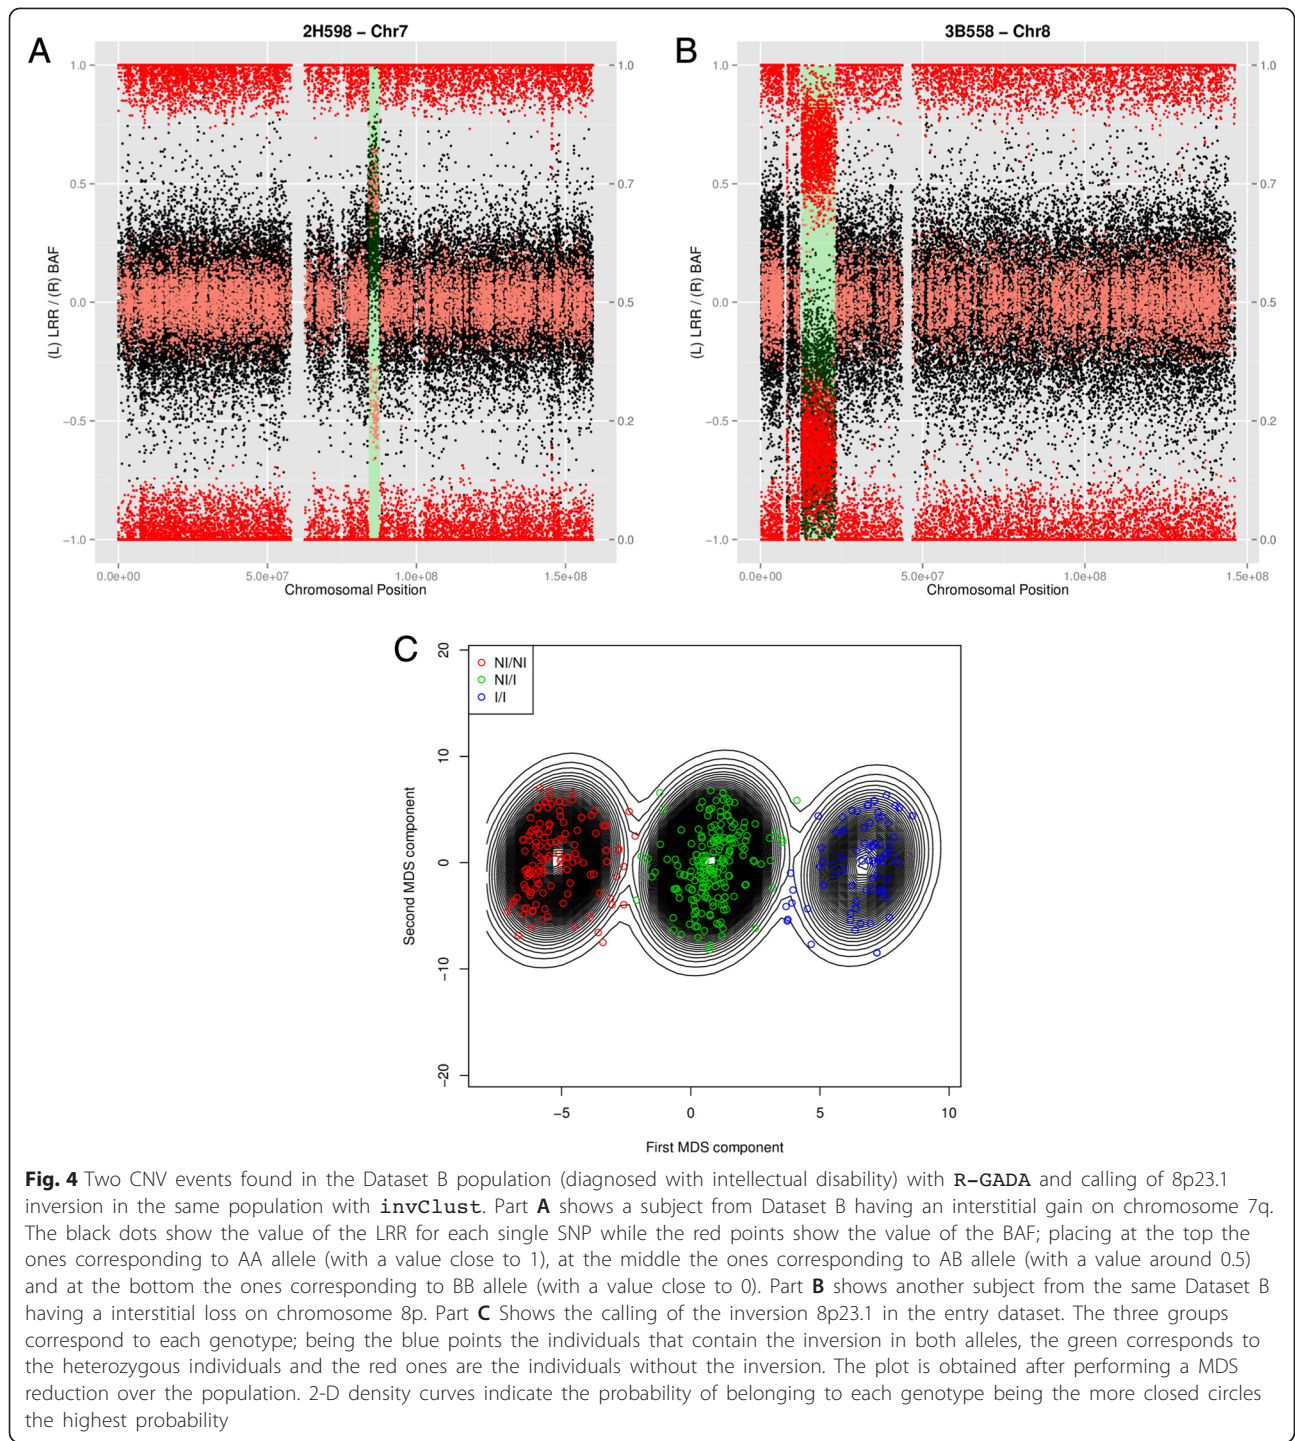 A
2H598 – Chr7
1.0
0.5
0.0
−0.5
−1.0
1.0
0.7
0.5
0.2
0.0
(L) LRR / (R) BAF
0.0e+00
5.0e+07
1.0e+08
1.5e+08
Chromosomal Position
B
3B558 – Chr8
1.0
0.5
0.0
−0.5
−1.0
1.0
0.7
0.5
0.2
0.0
(L) LRR / (R) BAF
0.0e+00
5.0e+07
1.0e+08
1.5e+08
Chromosomal Position
C
NI/NI
NI/I
I/I
20
10
0
−10
−20
Second MDS component
−5
0
5
10
First MDS component
Fig. 4 Two CNV events found in the Dataset B population (diagnosed with intellectual disability) with R-GADA and calling of 8p23.1
inversion in the same population with invClust. Part A shows a subject from Dataset B having an interstitial gain on chromosome 7q.
The black dots show the value of the LRR for each single SNP while the red points show the value of the BAF; placing at the top the
ones corresponding to AA allele (with a value close to 1), at the middle the ones corresponding to AB allele (with a value around 0.5)
and at the bottom the ones corresponding to BB allele (with a value close to 0). Part B shows another subject from the same Dataset B
having a interstitial loss on chromosome 8p. Part C Shows the calling of the inversion 8p23.1 in the entry dataset. The three groups
correspond to each genotype; being the blue points the individuals that contain the inversion in both alleles, the green corresponds to
the heterozygous individuals and the red ones are the individuals without the inversion. The plot is obtained after performing a MDS
reduction over the population. 2-D density curves indicate the probability of belonging to each genotype being the more closed circles
the highest probability